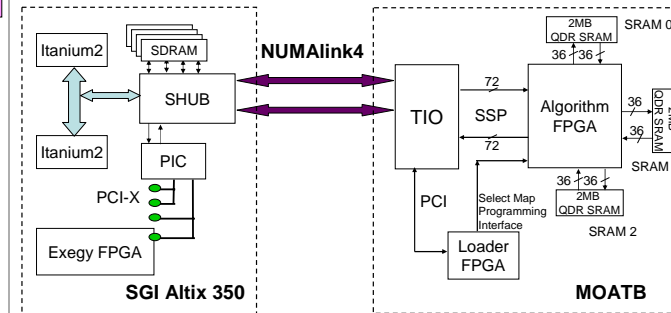 Itanium2
SDRAM
NUMAlink4
2MB
QDR SRAM
SRAM 0
36
36
SHUB
TIO
72
SSP
72
Algorithm
FPGA
36
36
QDR SRAM
SRAM
Itanium2
PIC
PCI-X
PCI
Select Map
Programming
Interface
36
36
2MB
QDR SRAM
SRAM 2
Exegy FPGA
Loader
FPGA
SGI Altix 350
MOATB